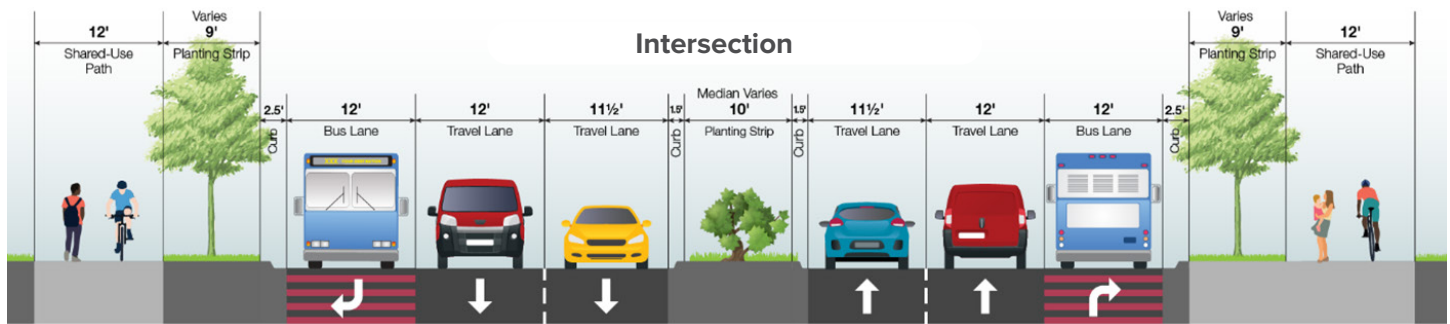 Intersection
12'
Shared-Use
Path
Varies
9'
Planting Strip
2.5'
Curb
12'
Bus Lane
12'
Travel Lane
11½'
Travel Lane
1.5'
Curb
Median Varies
10'
Planting Strip
1.5'
Curb
11½'
Travel Lane
12'
Travel Lane
12'
Bus Lane
2.5'
Curb
Varies
9'
Planting Strip
12'
Shared-Use
Path